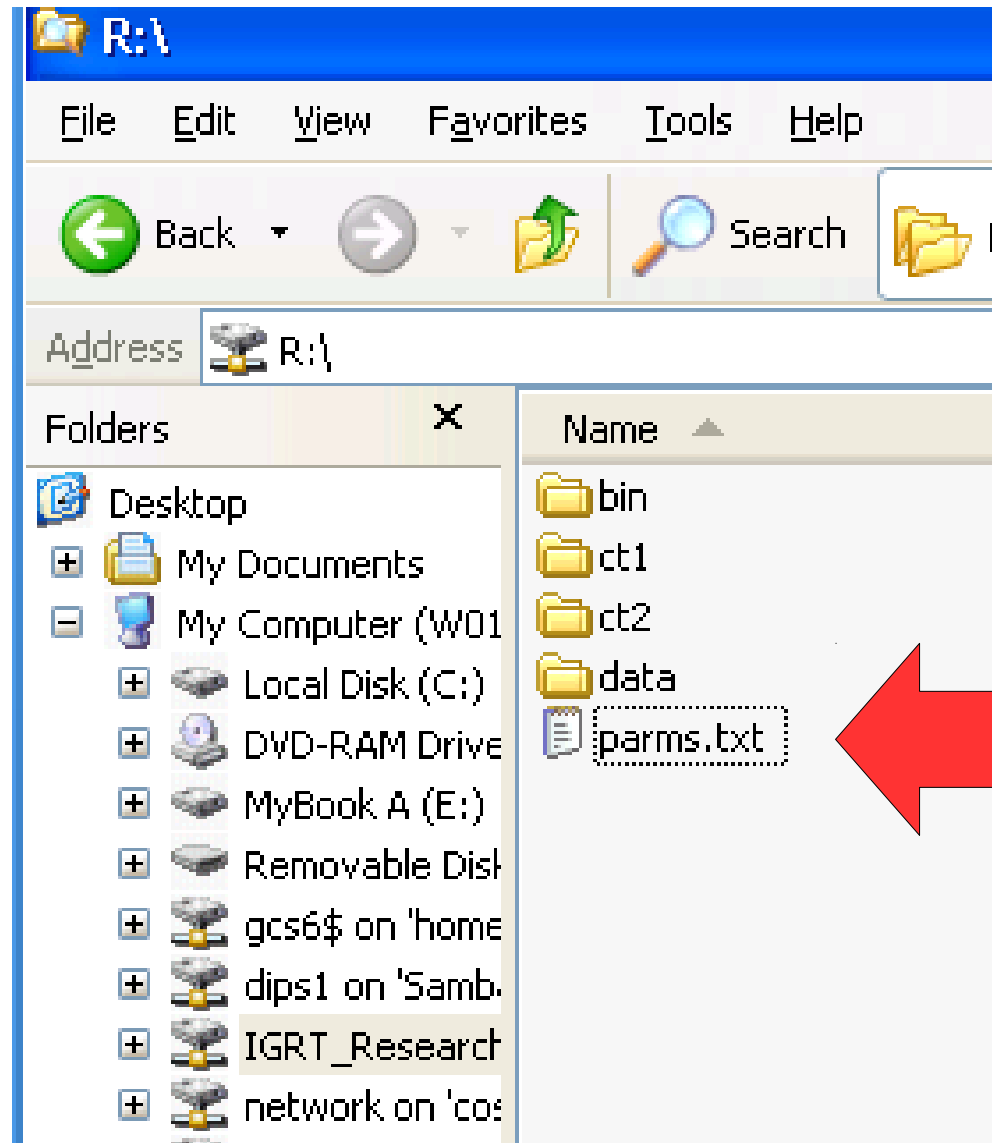 R:\
File Edit View Favorites Tools Help
Back Search
Address R:\
Folders
Name
Desktop
My Documents
My Computer (W01
Local Disk (C:)
DVD-RAM Drive
MyBook A (E:)
Removable Disk
gcs6$ on 'home
dips1 on 'Samba
IGRT_Research
network on 'cos
bin
ct1
ct2
data
parms.txt